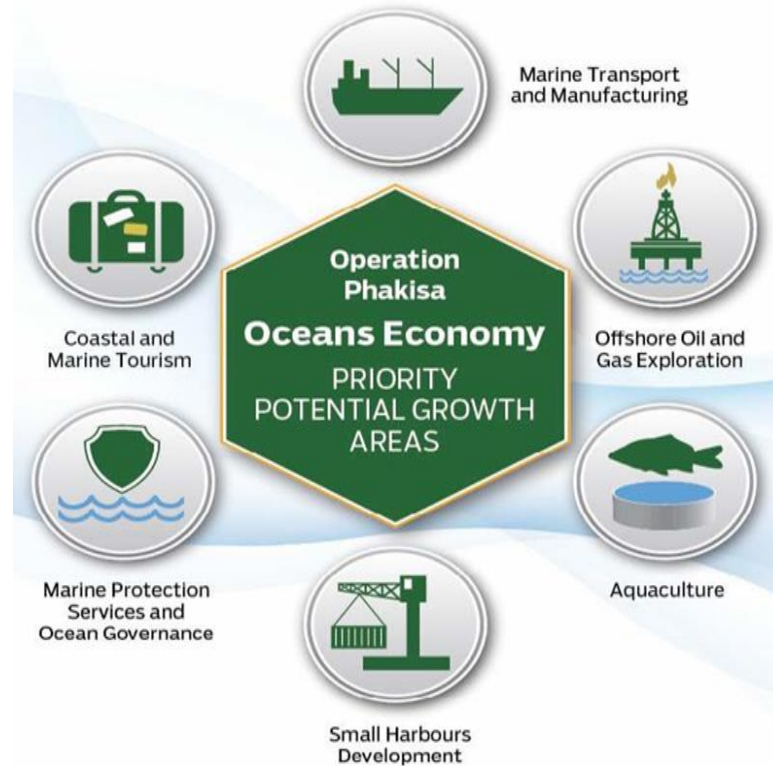 Marine Transport
and Manufacturing
Operation
Phakisa
Oceans Economy
PRIORITY
POTENTIAL GROWTH
AREAS
Coastal and
Marine Tourism
Offshore Oil and
Gas Exploration
Marine Protection
Services and
Ocean Governance
Aquaculture
Small Harbours
Development